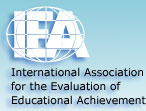 IEA
International Association
for the Evaluation of
Educational Achievement